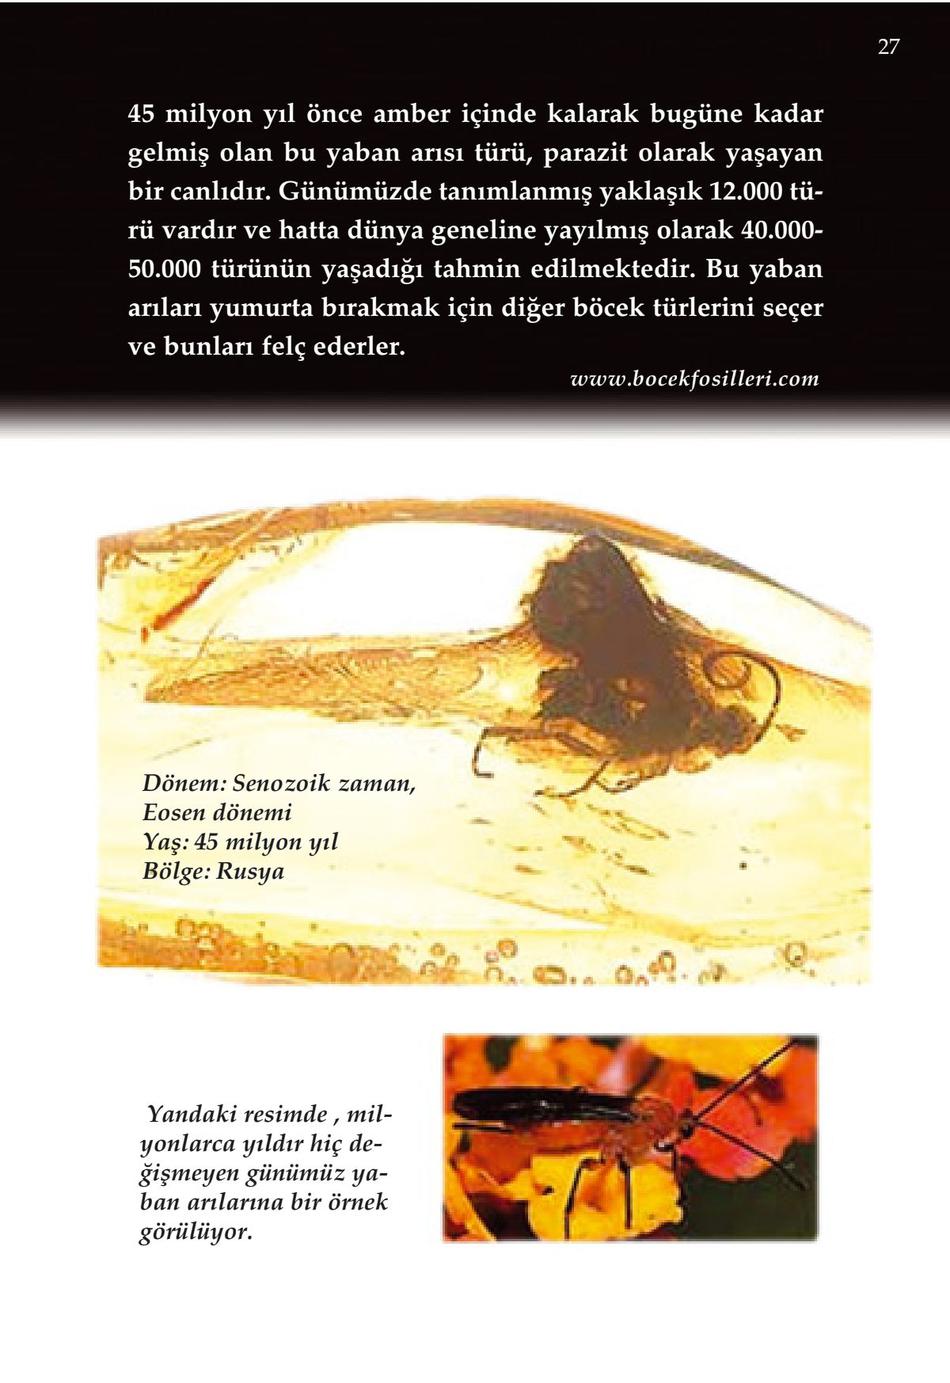 27
45 milyon yıl önce amber içinde kalarak bugüne kadar
gelmiş olan bu yaban arısı türü, parazit olarak yaşayan
bir canlıdır. Günümüzde tanımlanmış yaklaşık 12.000 tü-
rü vardır ve hatta dünya geneline yayılmış olarak 40.000-
50.000 türünün yaşadığı tahmin edilmektedir. Bu yaban
arıları yumurta bırakmak için diğer böcek türlerini seçer
ve bunları felç ederler.
www.bocekfosilleri.com
Dönem: Senozoik zaman,
Eosen dönemi
Yaş: 45 milyon yıl
Bölge: Rusya
Yandaki resimde , mil-
yonlarca yıldır hiç de-
ğişmeyen günümüz ya-
ban arılarına bir örnek
görülüyor.